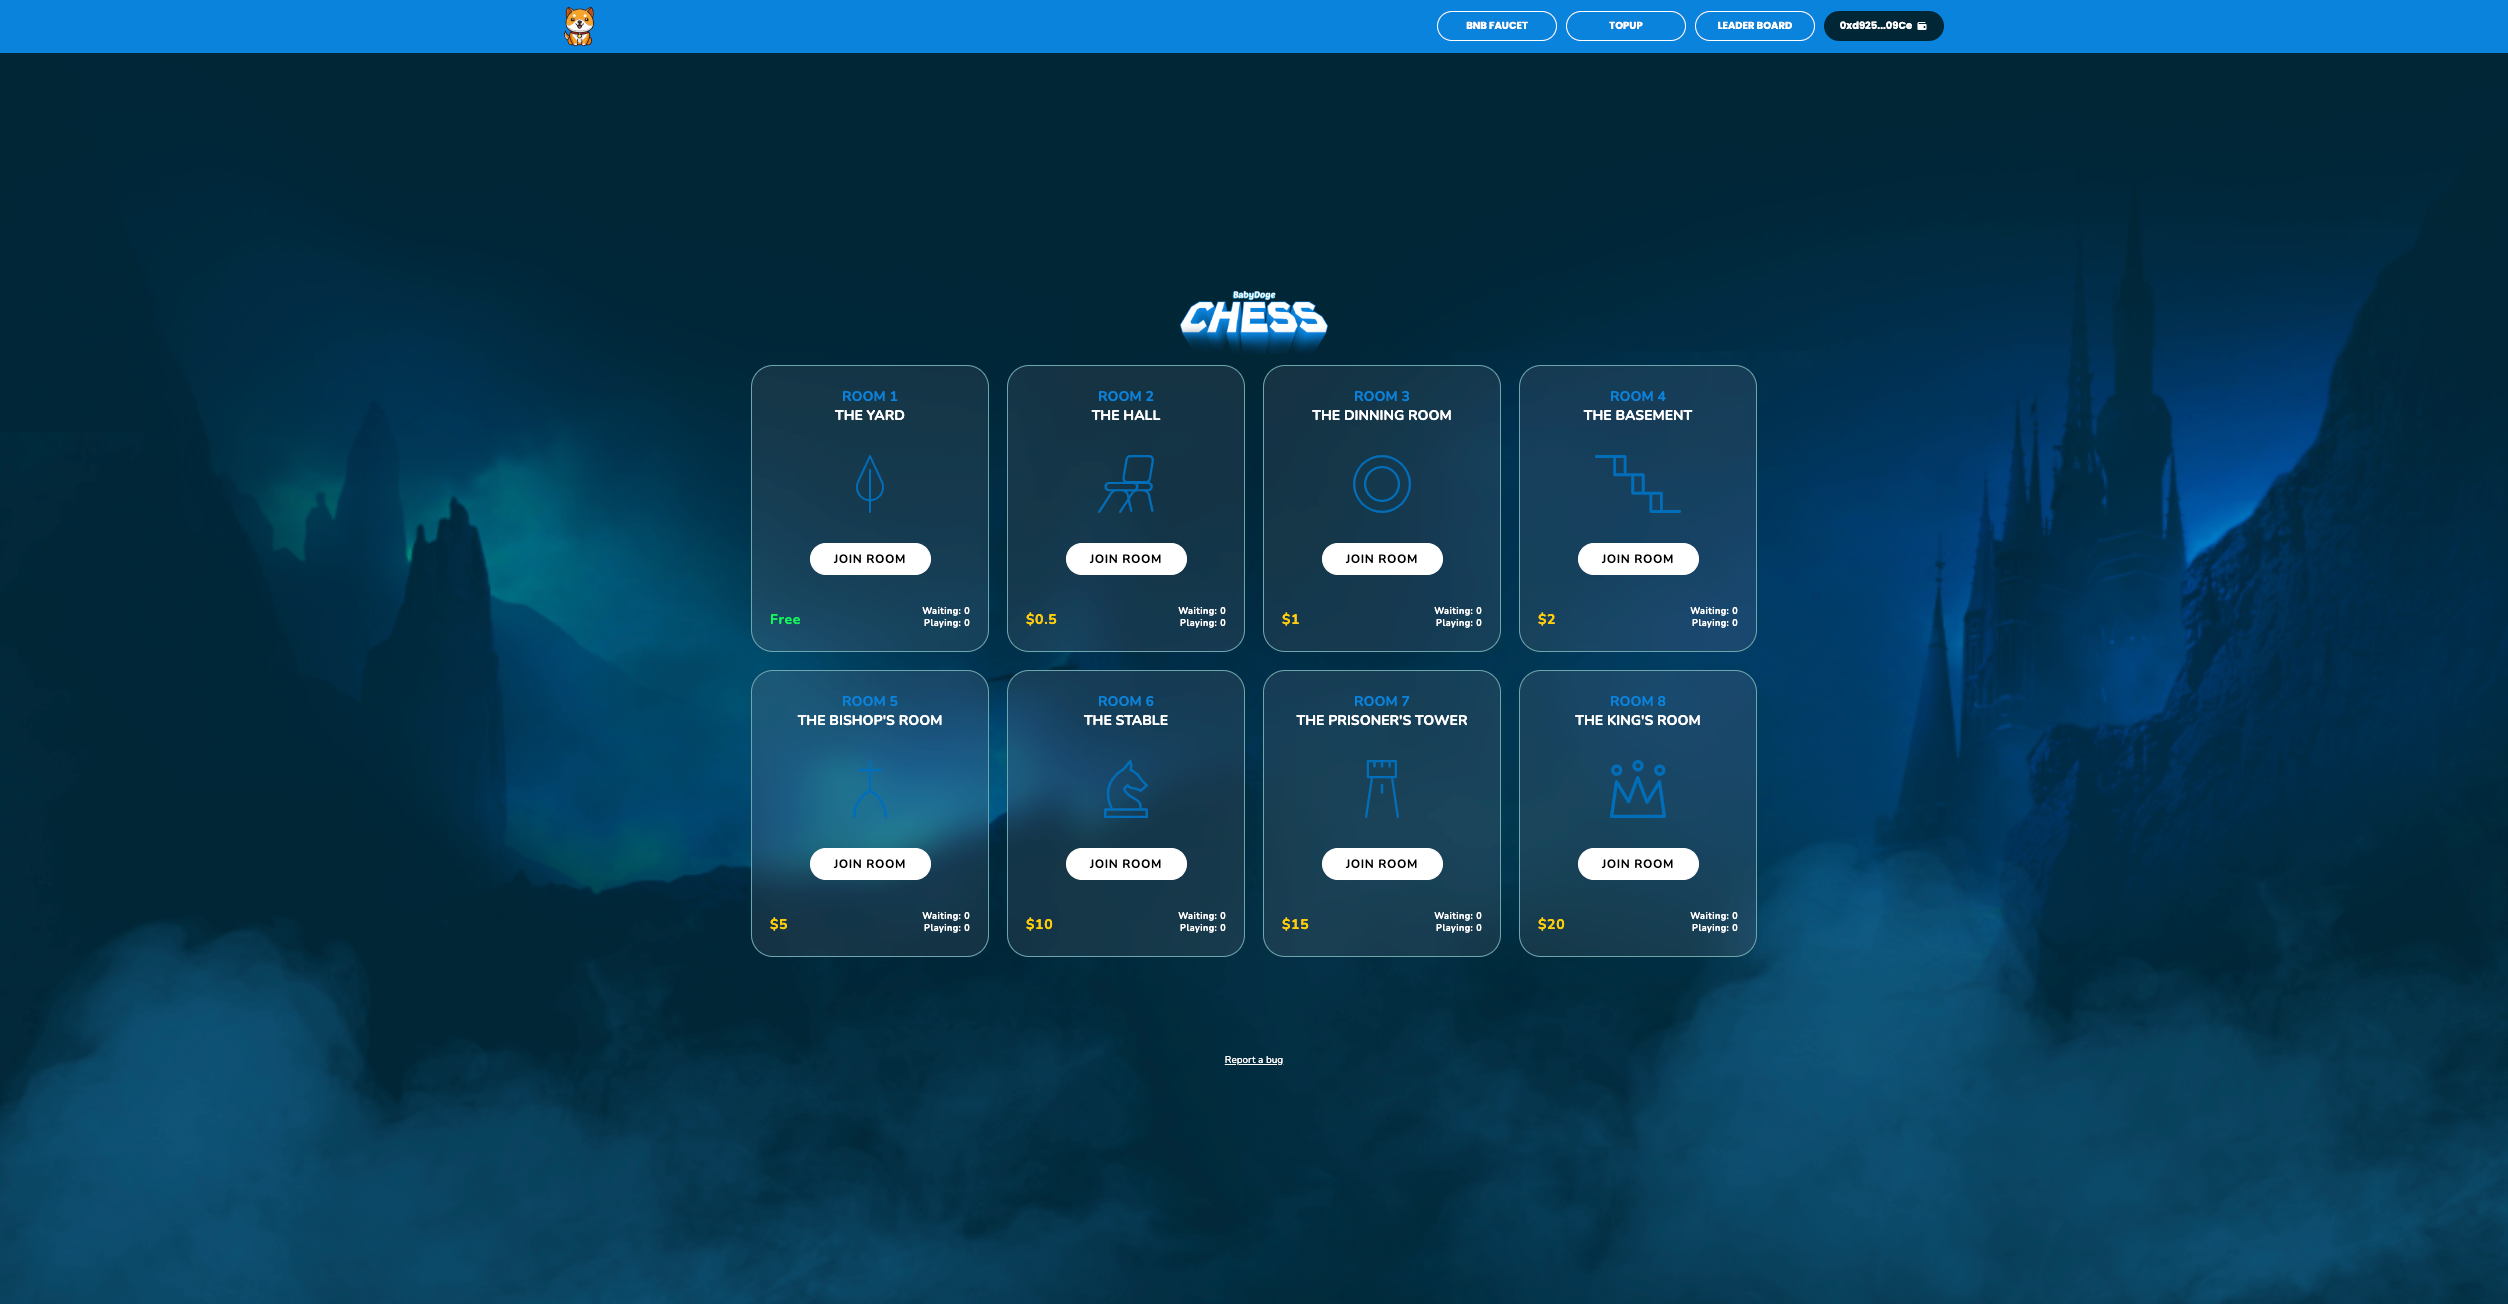 BNB FAUCET
TOPUP
LEADER BOARD
0xd925...09Ce
BabyDoge
CHESS
ROOM 1
THE YARD
JOIN ROOM
Free
Waiting: 0
Playing: 0
ROOM 2
THE HALL
JOIN ROOM
$0.5
Waiting: 0
Playing: 0
ROOM 3
THE DINNING ROOM
JOIN ROOM
$1
Waiting: 0
Playing: 0
ROOM 4
THE BASEMENT
JOIN ROOM
$2
Waiting: 0
Playing: 0
ROOM 5
THE BISHOP'S ROOM
JOIN ROOM
$5
Waiting: 0
Playing: 0
ROOM 6
THE STABLE
JOIN ROOM
$10
Waiting: 0
Playing: 0
ROOM 7
THE PRISONER'S TOWER
JOIN ROOM
$15
Waiting: 0
Playing: 0
ROOM 8
THE KING'S ROOM
JOIN ROOM
$20
Waiting: 0
Playing: 0
Report a bug